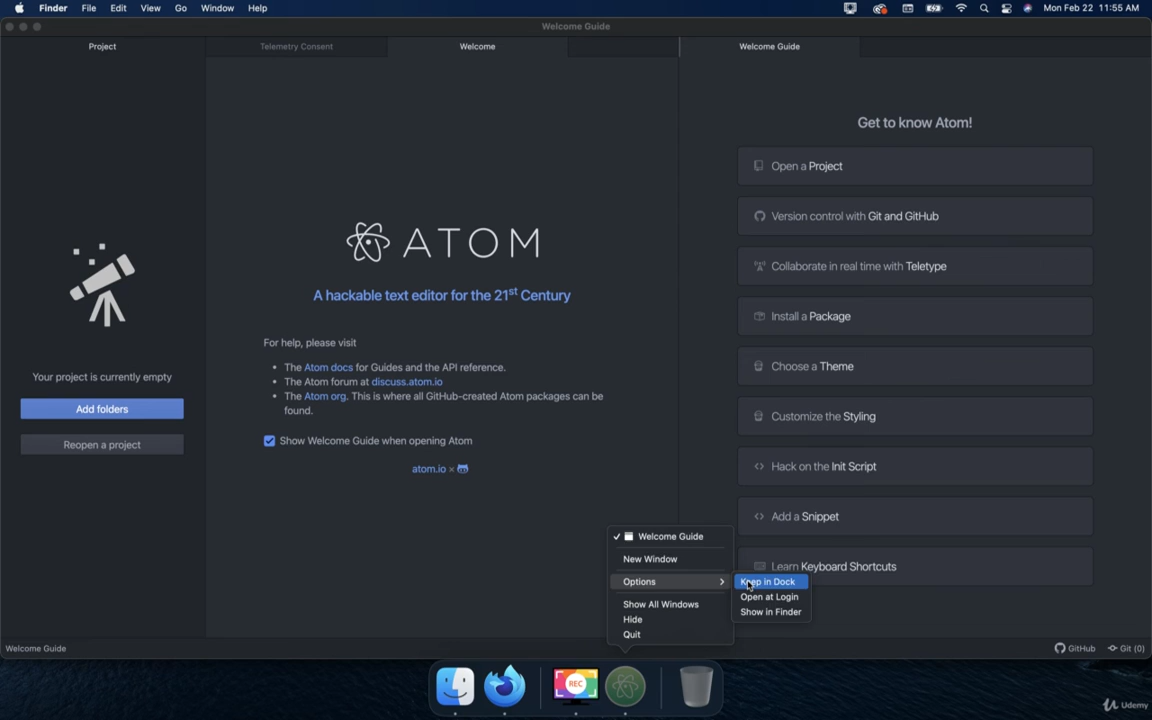 Finder File Edit View Go Window Help Mon Feb 22 11:55 AM
Welcome Guide
Project Telemetry Consent Welcome Welcome Guide
Your project is currently empty
Add folders
Reopen a project
ATOM
A hackable text editor for the 21st Century
For help, please visit
The Atom docs for Guides and the API reference.
The Atom forum at discuss.atom.io
The Atom org. This is where all GitHub-created Atom packages can be
found.
Show Welcome Guide when opening Atom
atom.io ×
Get to know Atom!
Open a Project
Version control with Git and GitHub
Collaborate in real time with Teletype
Install a Package
Choose a Theme
Customize the Styling
Hack on the Init Script
Add a Snippet
Learn Keyboard Shortcuts
Welcome Guide
New Window
Options
Show All Windows
Hide
Quit
Keep in Dock
Open at Login
Show in Finder
Welcome Guide GitHub Git (0)
REC
Udemy